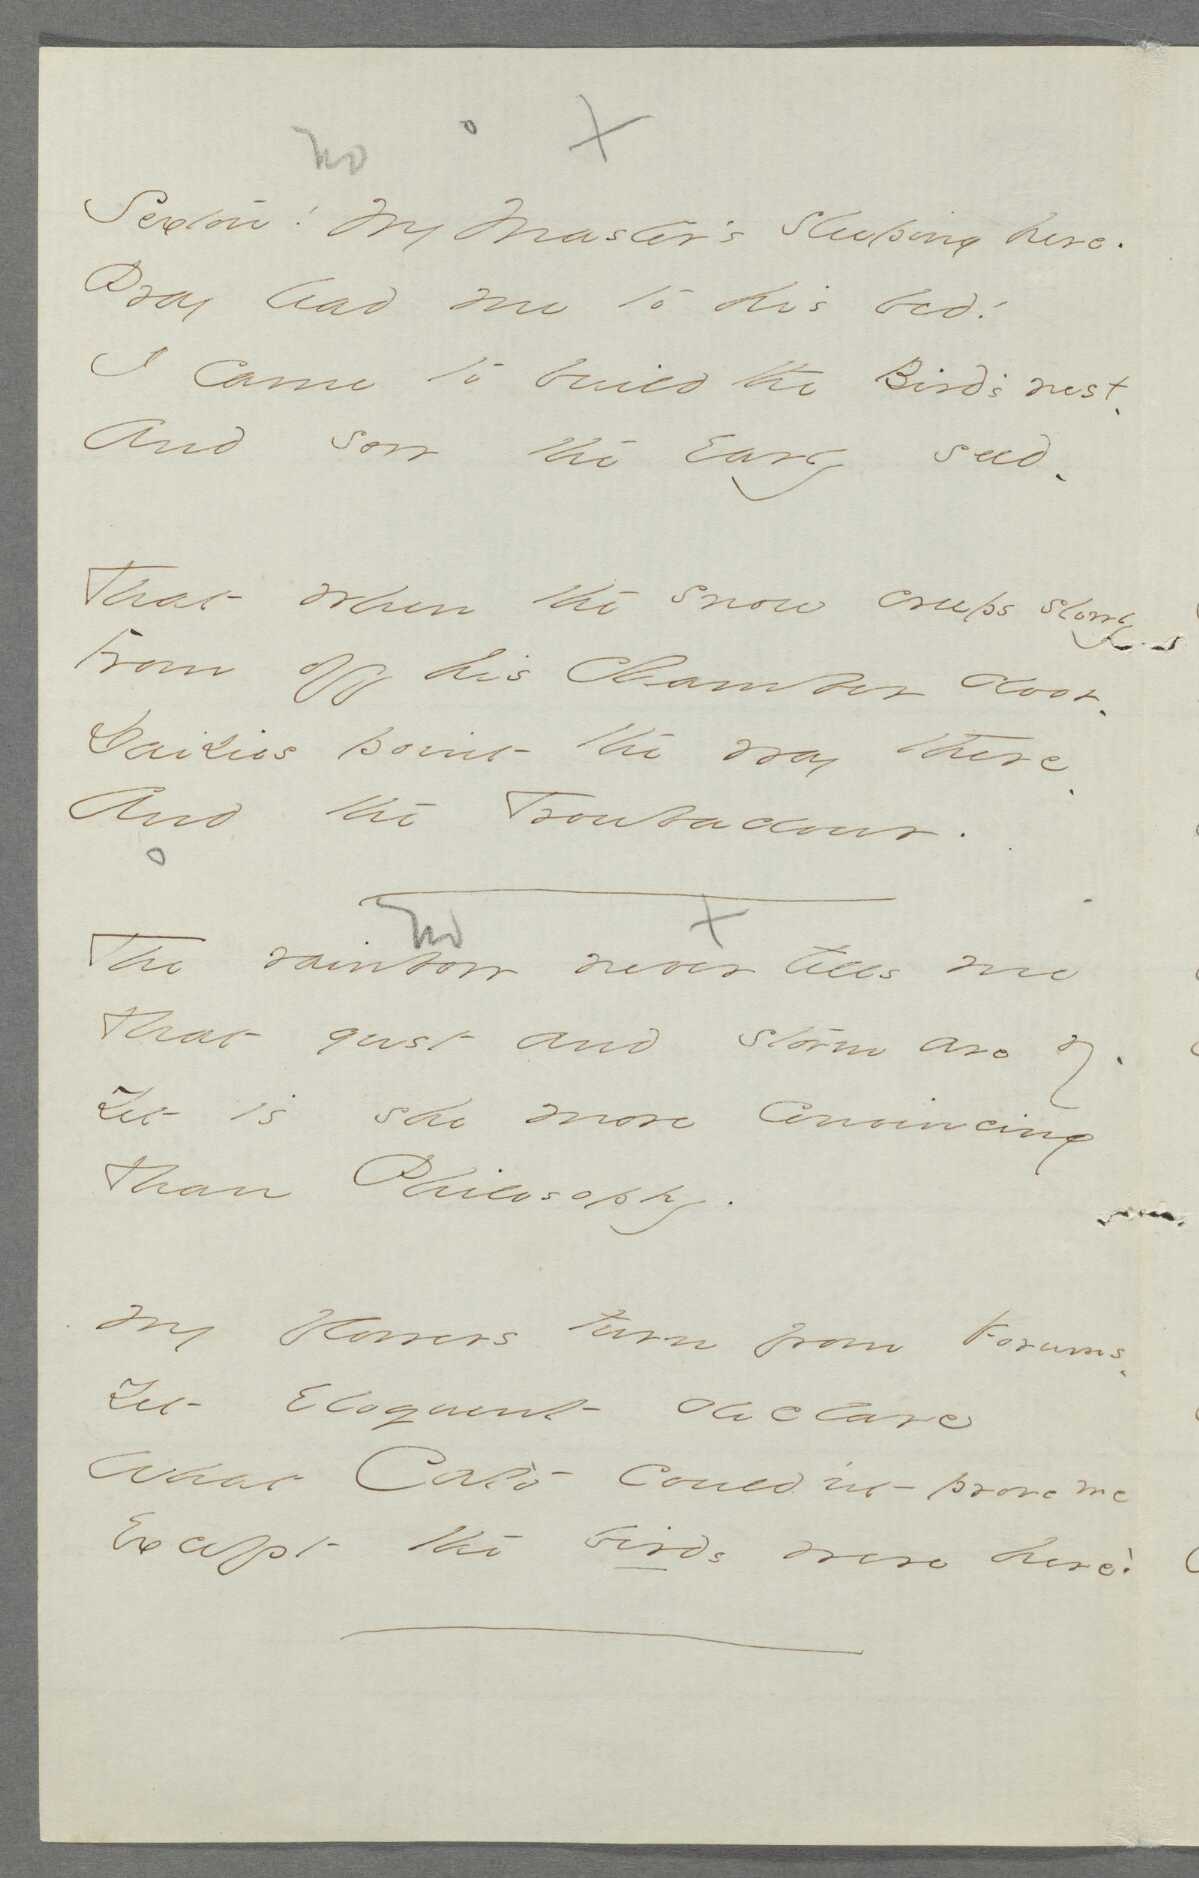 no o X
Sexton! My Master's sleeping here.
Pray lead me to his bed!
I came to build the Bird's nest,
And sow the Early seed,
That when the snow creeps slowly
From off his chamber door,
Daisies point the way there,
And the Troubadour.
o
no X
The rainbow never tells me
That gust and storm are by,
Yet is she more convincing
Than Philosophy.
My flowers turn from Forums,
Yet Eloquent declare
What Cato could'nt prove me
Except the birds were here!